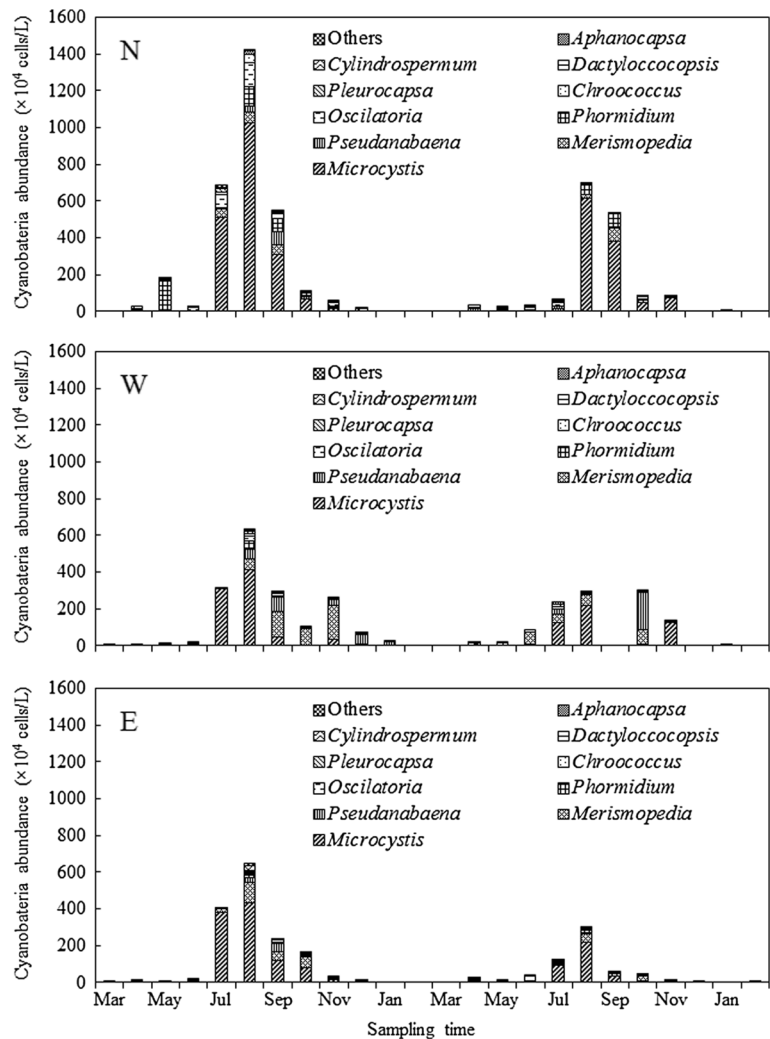 Cyanobateria abundance (×10⁴ cells/L)
1600
1400
1200
1000
800
600
400
200
0
N
Others
Aphanocapsa
Cylindrospermum
Dactyloccocopsis
Pleurocapsa
Chroococcus
Oscilatoria
Phormidium
Pseudanabaena
Merismopedia
Microcystis
Cyanobateria abundance (×10⁴ cells/L)
1600
1400
1200
1000
800
600
400
200
0
W
Others
Aphanocapsa
Cylindrospermum
Dactyloccocopsis
Pleurocapsa
Chroococcus
Oscilatoria
Phormidium
Pseudanabaena
Merismopedia
Microcystis
Cyanobateria abundance (×10⁴ cells/L)
1600
1400
1200
1000
800
600
400
200
0
E
Others
Aphanocapsa
Cylindrospermum
Dactyloccocopsis
Pleurocapsa
Chroococcus
Oscilatoria
Phormidium
Pseudanabaena
Merismopedia
Microcystis
Mar May Jul Sep Nov Jan Mar May Jul Sep Nov Jan
Sampling time